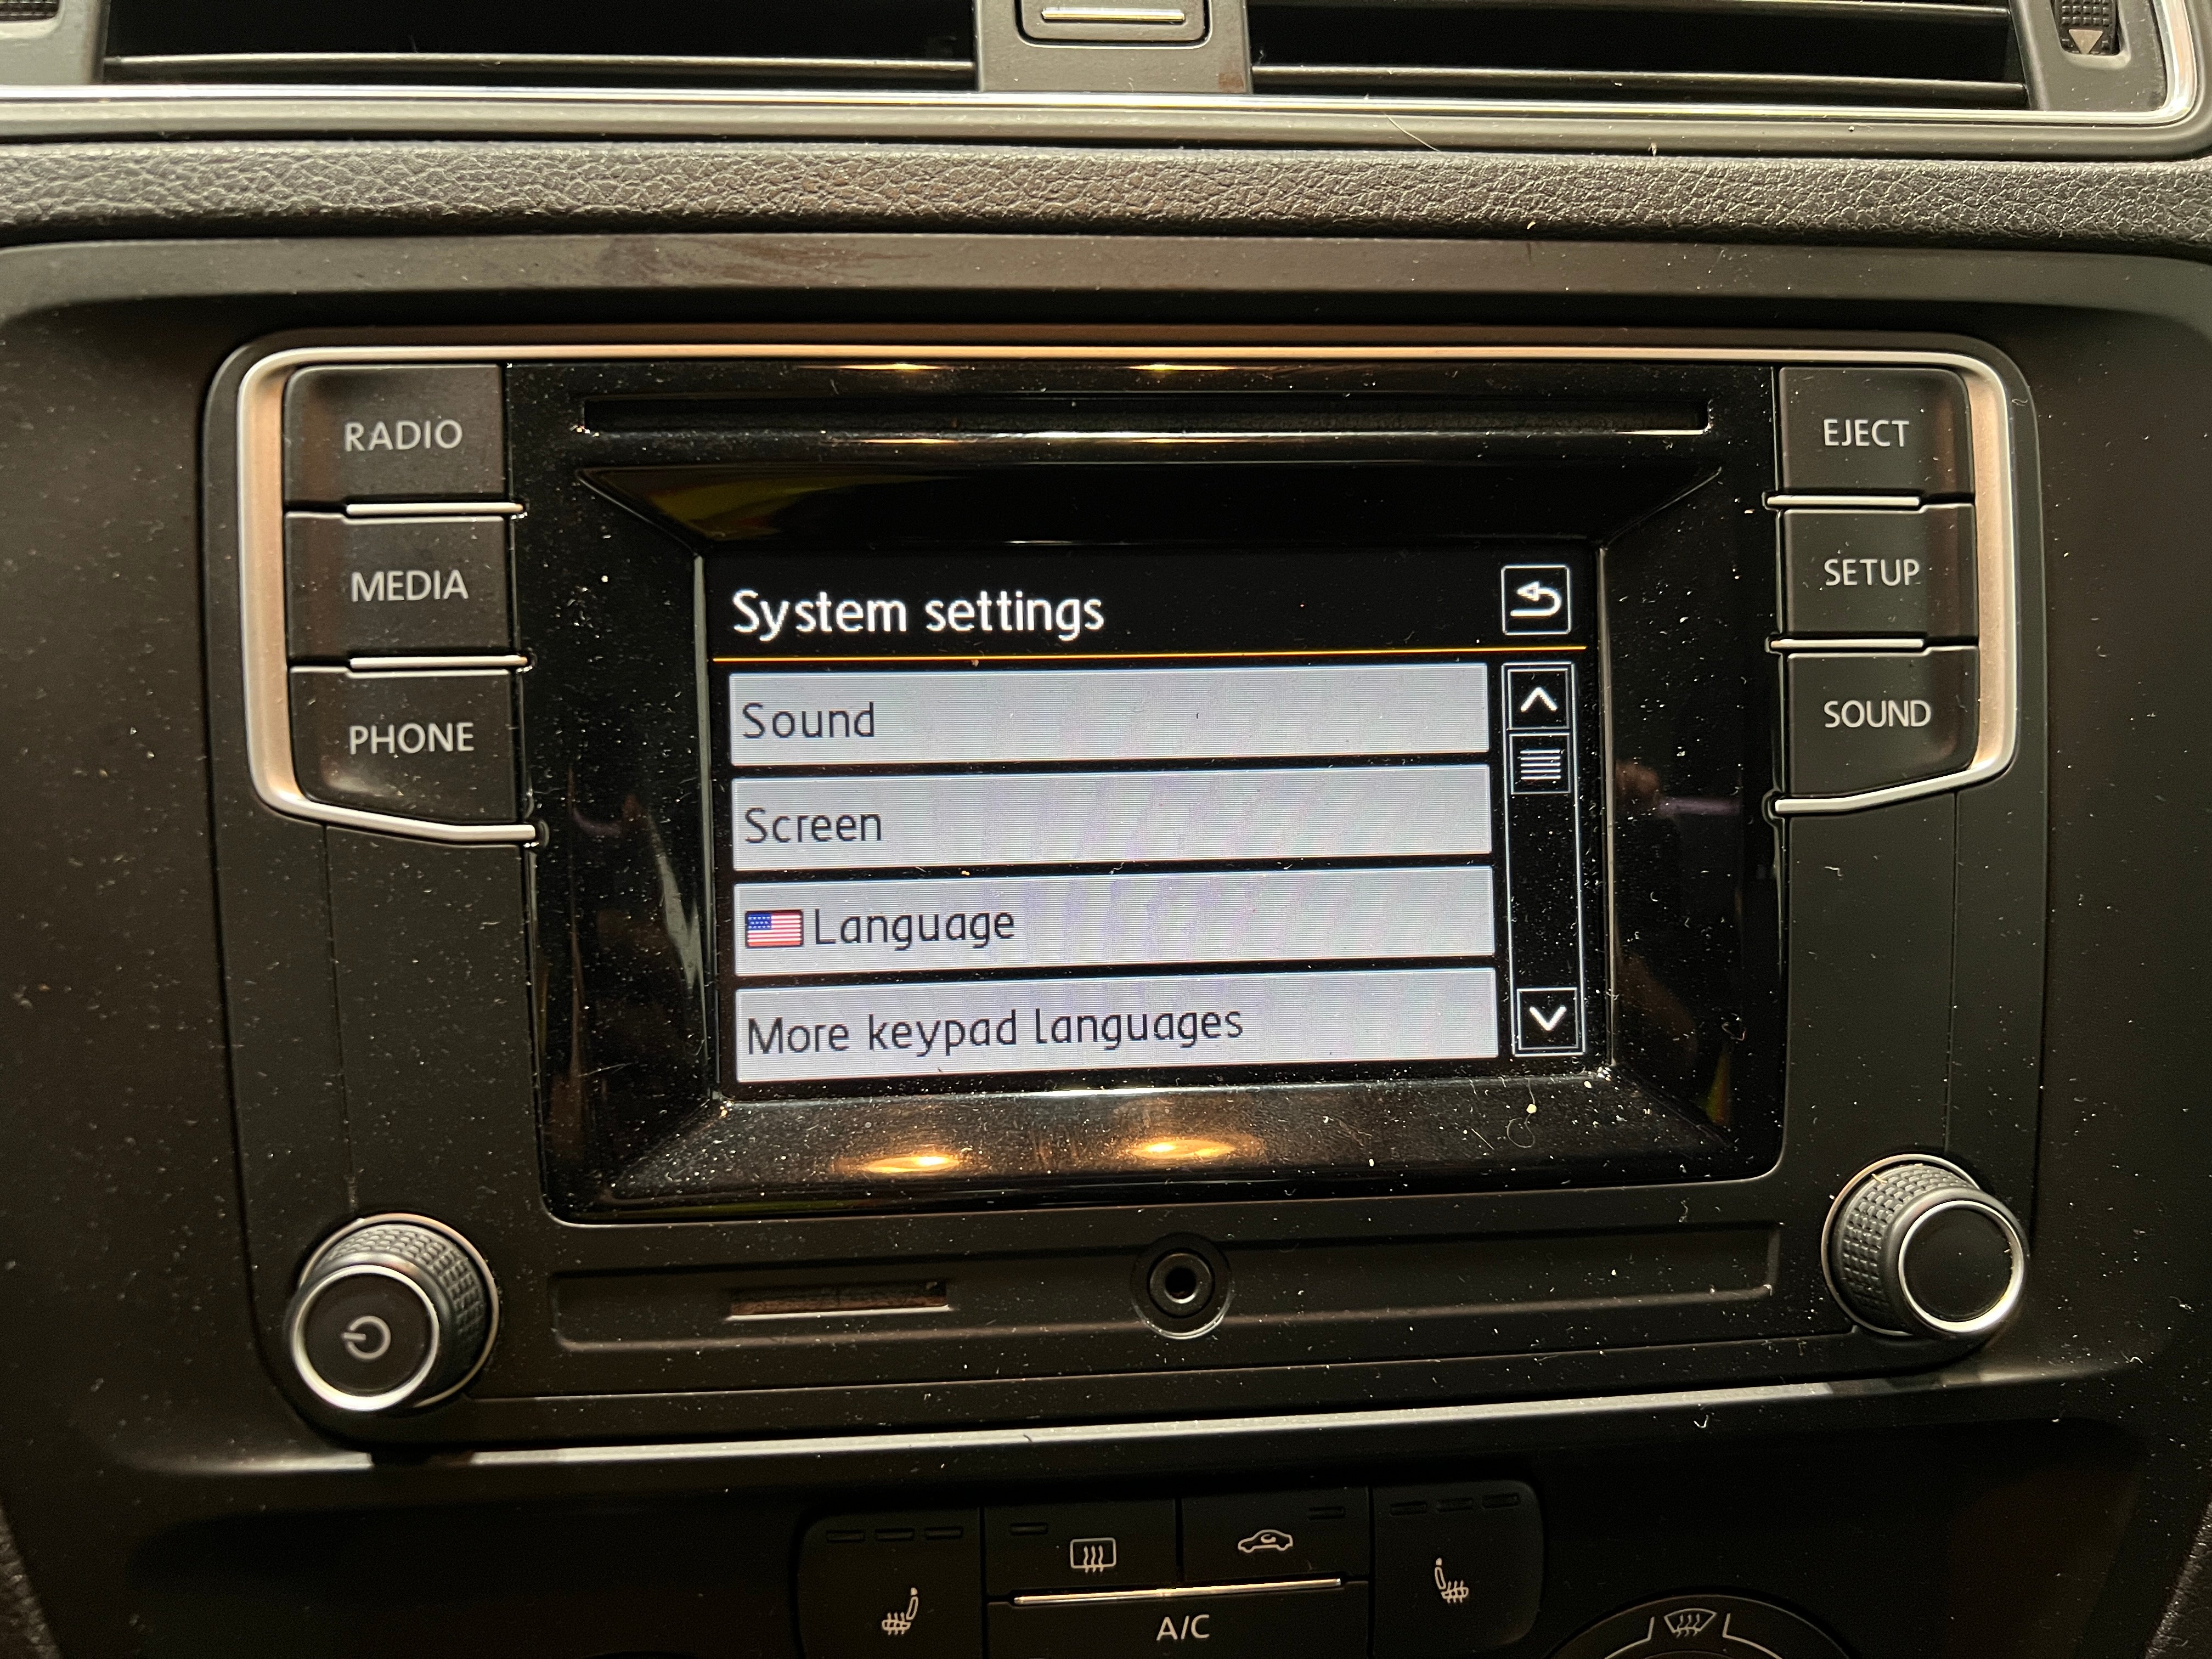 RADIO
MEDIA
PHONE
System settings
Sound
Screen
Language
More keypad languages
EJECT
SETUP
SOUND
A/C